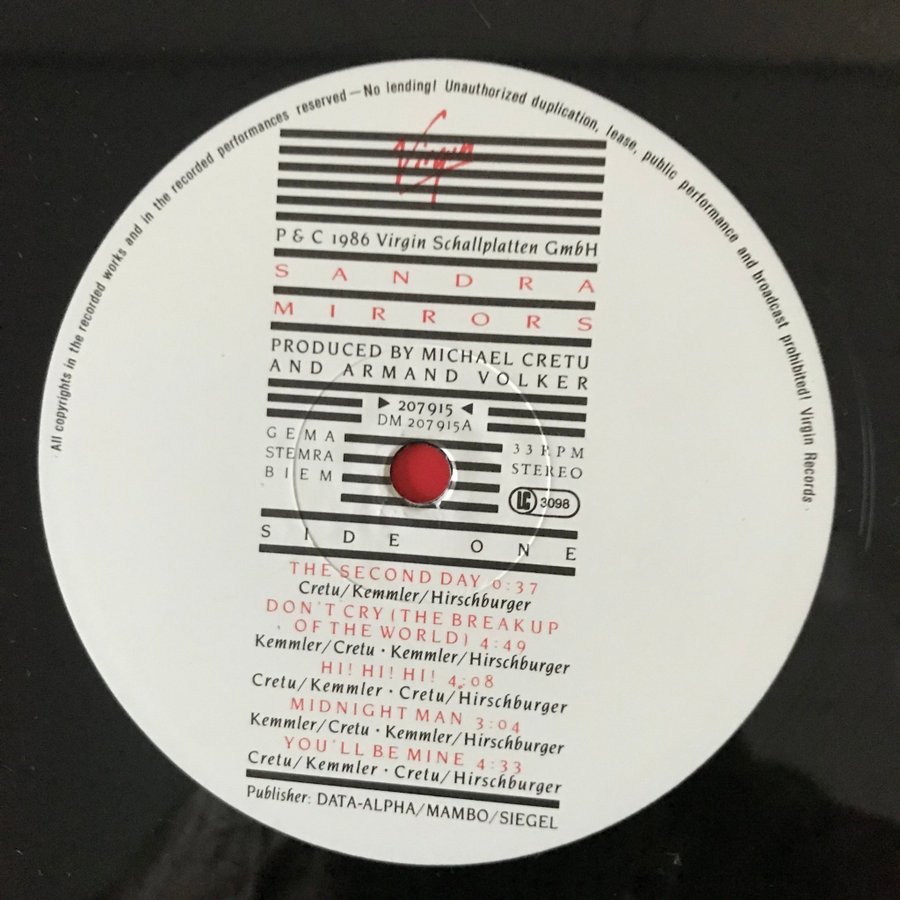 All copyrights in the recorded works and in the recorded performances reserved—No lending! Unauthorized duplication, lease, public performance and broadcast prohibited! Virgin Records
Virgin
P & C 1986 Virgin Schallplatten GmbH
SANDRA
MIRRORS
PRODUCED BY MICHAEL CRETU
AND ARMAND VOLKER
▶ 207915 ◀
DM 207915A
GEMA
STEMRA
BIEM
33 RPM
STEREO
LC 3098
SIDE ONE
THE SECOND DAY 0:37
Cretu/Kemmler/Hirschburger
DON'T CRY (THE BREAKUP
OF THE WORLD) 4:49
Kemmler/Cretu · Kemmler/Hirschburger
HI! HI! HI! 4:08
Cretu/Kemmler · Cretu/Hirschburger
MIDNIGHT MAN 3:04
Kemmler/Cretu · Kemmler/Hirschburger
YOU'LL BE MINE 4:33
Cretu/Kemmler · Cretu/Hirschburger
Publisher: DATA-ALPHA/MAMBO/SIEGEL